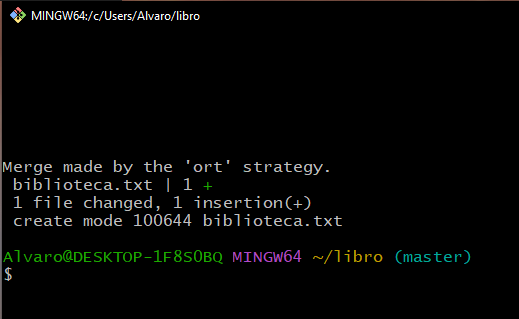 MINGW64:/c/Users/Alvaro/libro
Merge made by the 'ort' strategy.
 biblioteca.txt | 1 +
 1 file changed, 1 insertion(+)
 create mode 100644 biblioteca.txt
Alvaro@DESKTOP-1F8S0BQ MINGW64 ~/libro (master)
$